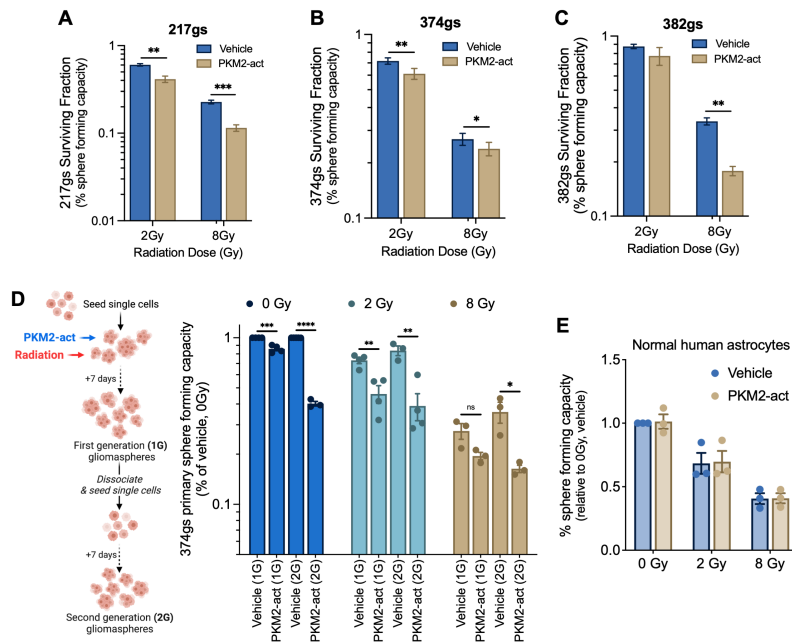 A
217gs
217gs Surviving Fraction
(% sphere forming capacity)
1
0.1
0.01
Vehicle
PKM2-act
**
***
2Gy
8Gy
Radiation Dose (Gy)
B
374gs
374gs Surviving Fraction
(% sphere forming capacity)
1
0.1
Vehicle
PKM2-act
**
*
2Gy
8Gy
Radiation Dose (Gy)
C
382gs
382gs Surviving Fraction
(% sphere forming capacity)
1
0.1
Vehicle
PKM2-act
**
2Gy
8Gy
Radiation Dose (Gy)
D
Seed single cells
PKM2-act
Radiation
+7 days
First generation (1G)
gliomaspheres
Dissociate
& seed single cells
+7 days
Second generation (2G)
gliomaspheres
0 Gy
2 Gy
8 Gy
374gs primary sphere forming capacity
(% of vehicle, 0Gy)
1
0.1
***
****
**
**
ns
*
Vehicle (1G)
PKM2-act (1G)
Vehicle (2G)
PKM2-act (2G)
Vehicle (1G)
PKM2-act (1G)
Vehicle (2G)
PKM2-act (2G)
Vehicle (1G)
PKM2-act (1G)
Vehicle (2G)
PKM2-act (2G)
E
Normal human astrocytes
% sphere forming capacity
(relative to 0Gy, vehicle)
Vehicle
PKM2-act
1.5
1.0
0.5
0.0
0 Gy
2 Gy
8 Gy